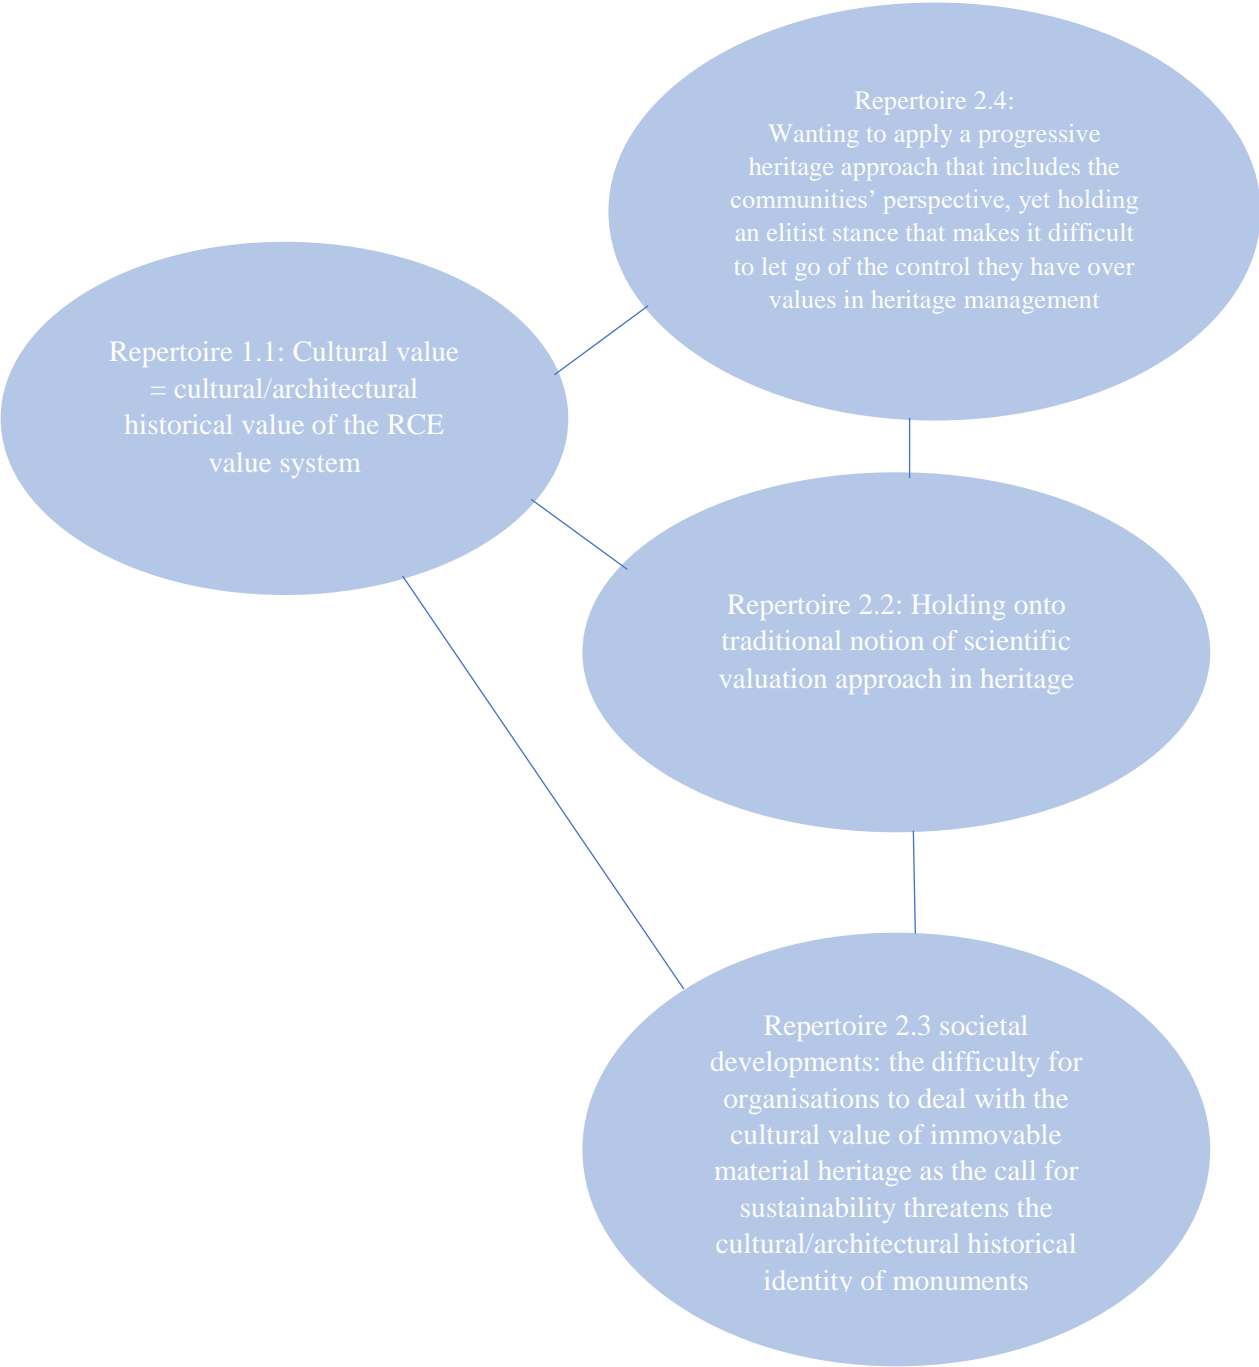 Repertoire 2.4:
Wanting to apply a progressive
heritage approach that includes the
communities’ perspective, yet holding
an elitist stance that makes it difficult
to let go of the control they have over
values in heritage management
Repertoire 1.1: Cultural value
= cultural/architectural
historical value of the RCE
value system
Repertoire 2.2: Holding onto
traditional notion of scientific
valuation approach in heritage
Repertoire 2.3 societal
developments: the difficulty for
organisations to deal with the
cultural value of immovable
material heritage as the call for
sustainability threatens the
cultural/architectural historical
identity of monuments